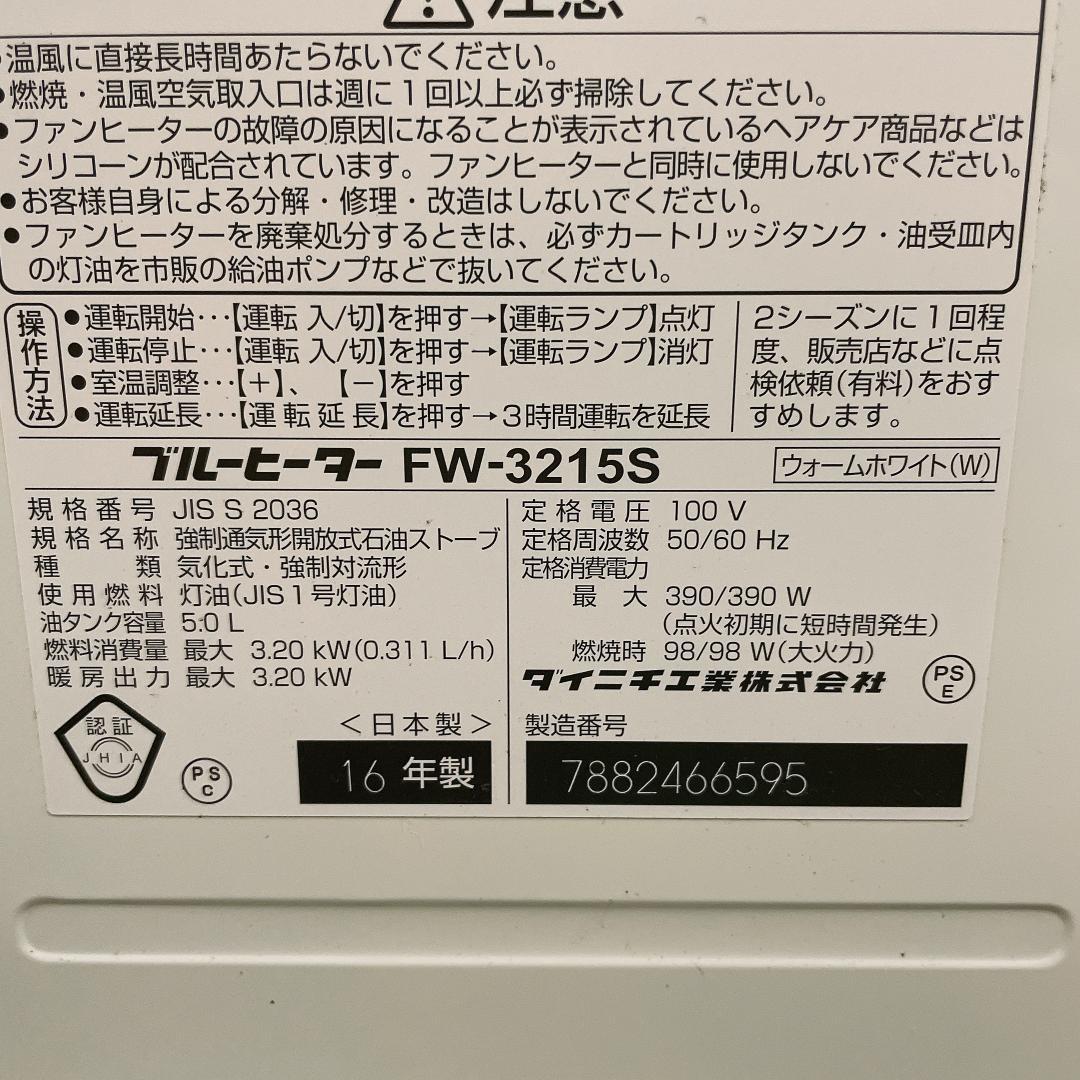 注意
・温風に直接長時間あたらないでください。
●燃焼・温風空気取入口は週に1回以上必ず掃除してください。
●ファンヒーターの故障の原因になることが表示されているヘアケア商品などは
シリコーンが配合されています。ファンヒーターと同時に使用しないでください。
●お客様自身による分解・修理・改造はしないでください。
●ファンヒーターを廃棄処分するときは、必ずカートリッジタンク・油受皿内
の灯油を市販の給油ポンプなどで抜いてください。
操作方法
●運転開始…【運転 入/切】を押す→【運転ランプ】点灯
●運転停止…【運転 入/切】を押す→【運転ランプ】消灯
●室温調整…【+】、【−】を押す
●運転延長…【運転延長】を押す→3時間運転を延長
2シーズンに1回程
度、販売店などに点
検依頼(有料)をおす
すめします。
ブルーヒーター FW-3215S
ウォームホワイト(W)
規格番号 JIS S 2036
規格名称 強制通気形開放式石油ストーブ
種類 気化式・強制対流形
使用燃料 灯油(JIS1号灯油)
油タンク容量 5.0 L
燃料消費量 最大 3.20 kW(0.311 L/h)
暖房出力 最大 3.20 kW
認証
JHIA
PS
C
<日本製>
16 年製
定格電圧 100 V
定格周波数 50/60 Hz
定格消費電力
最大 390/390 W
(点火初期に短時間発生)
燃焼時 98/98 W(大火力)
ダイニチ工業株式会社
PS
E
製造番号
7882466595